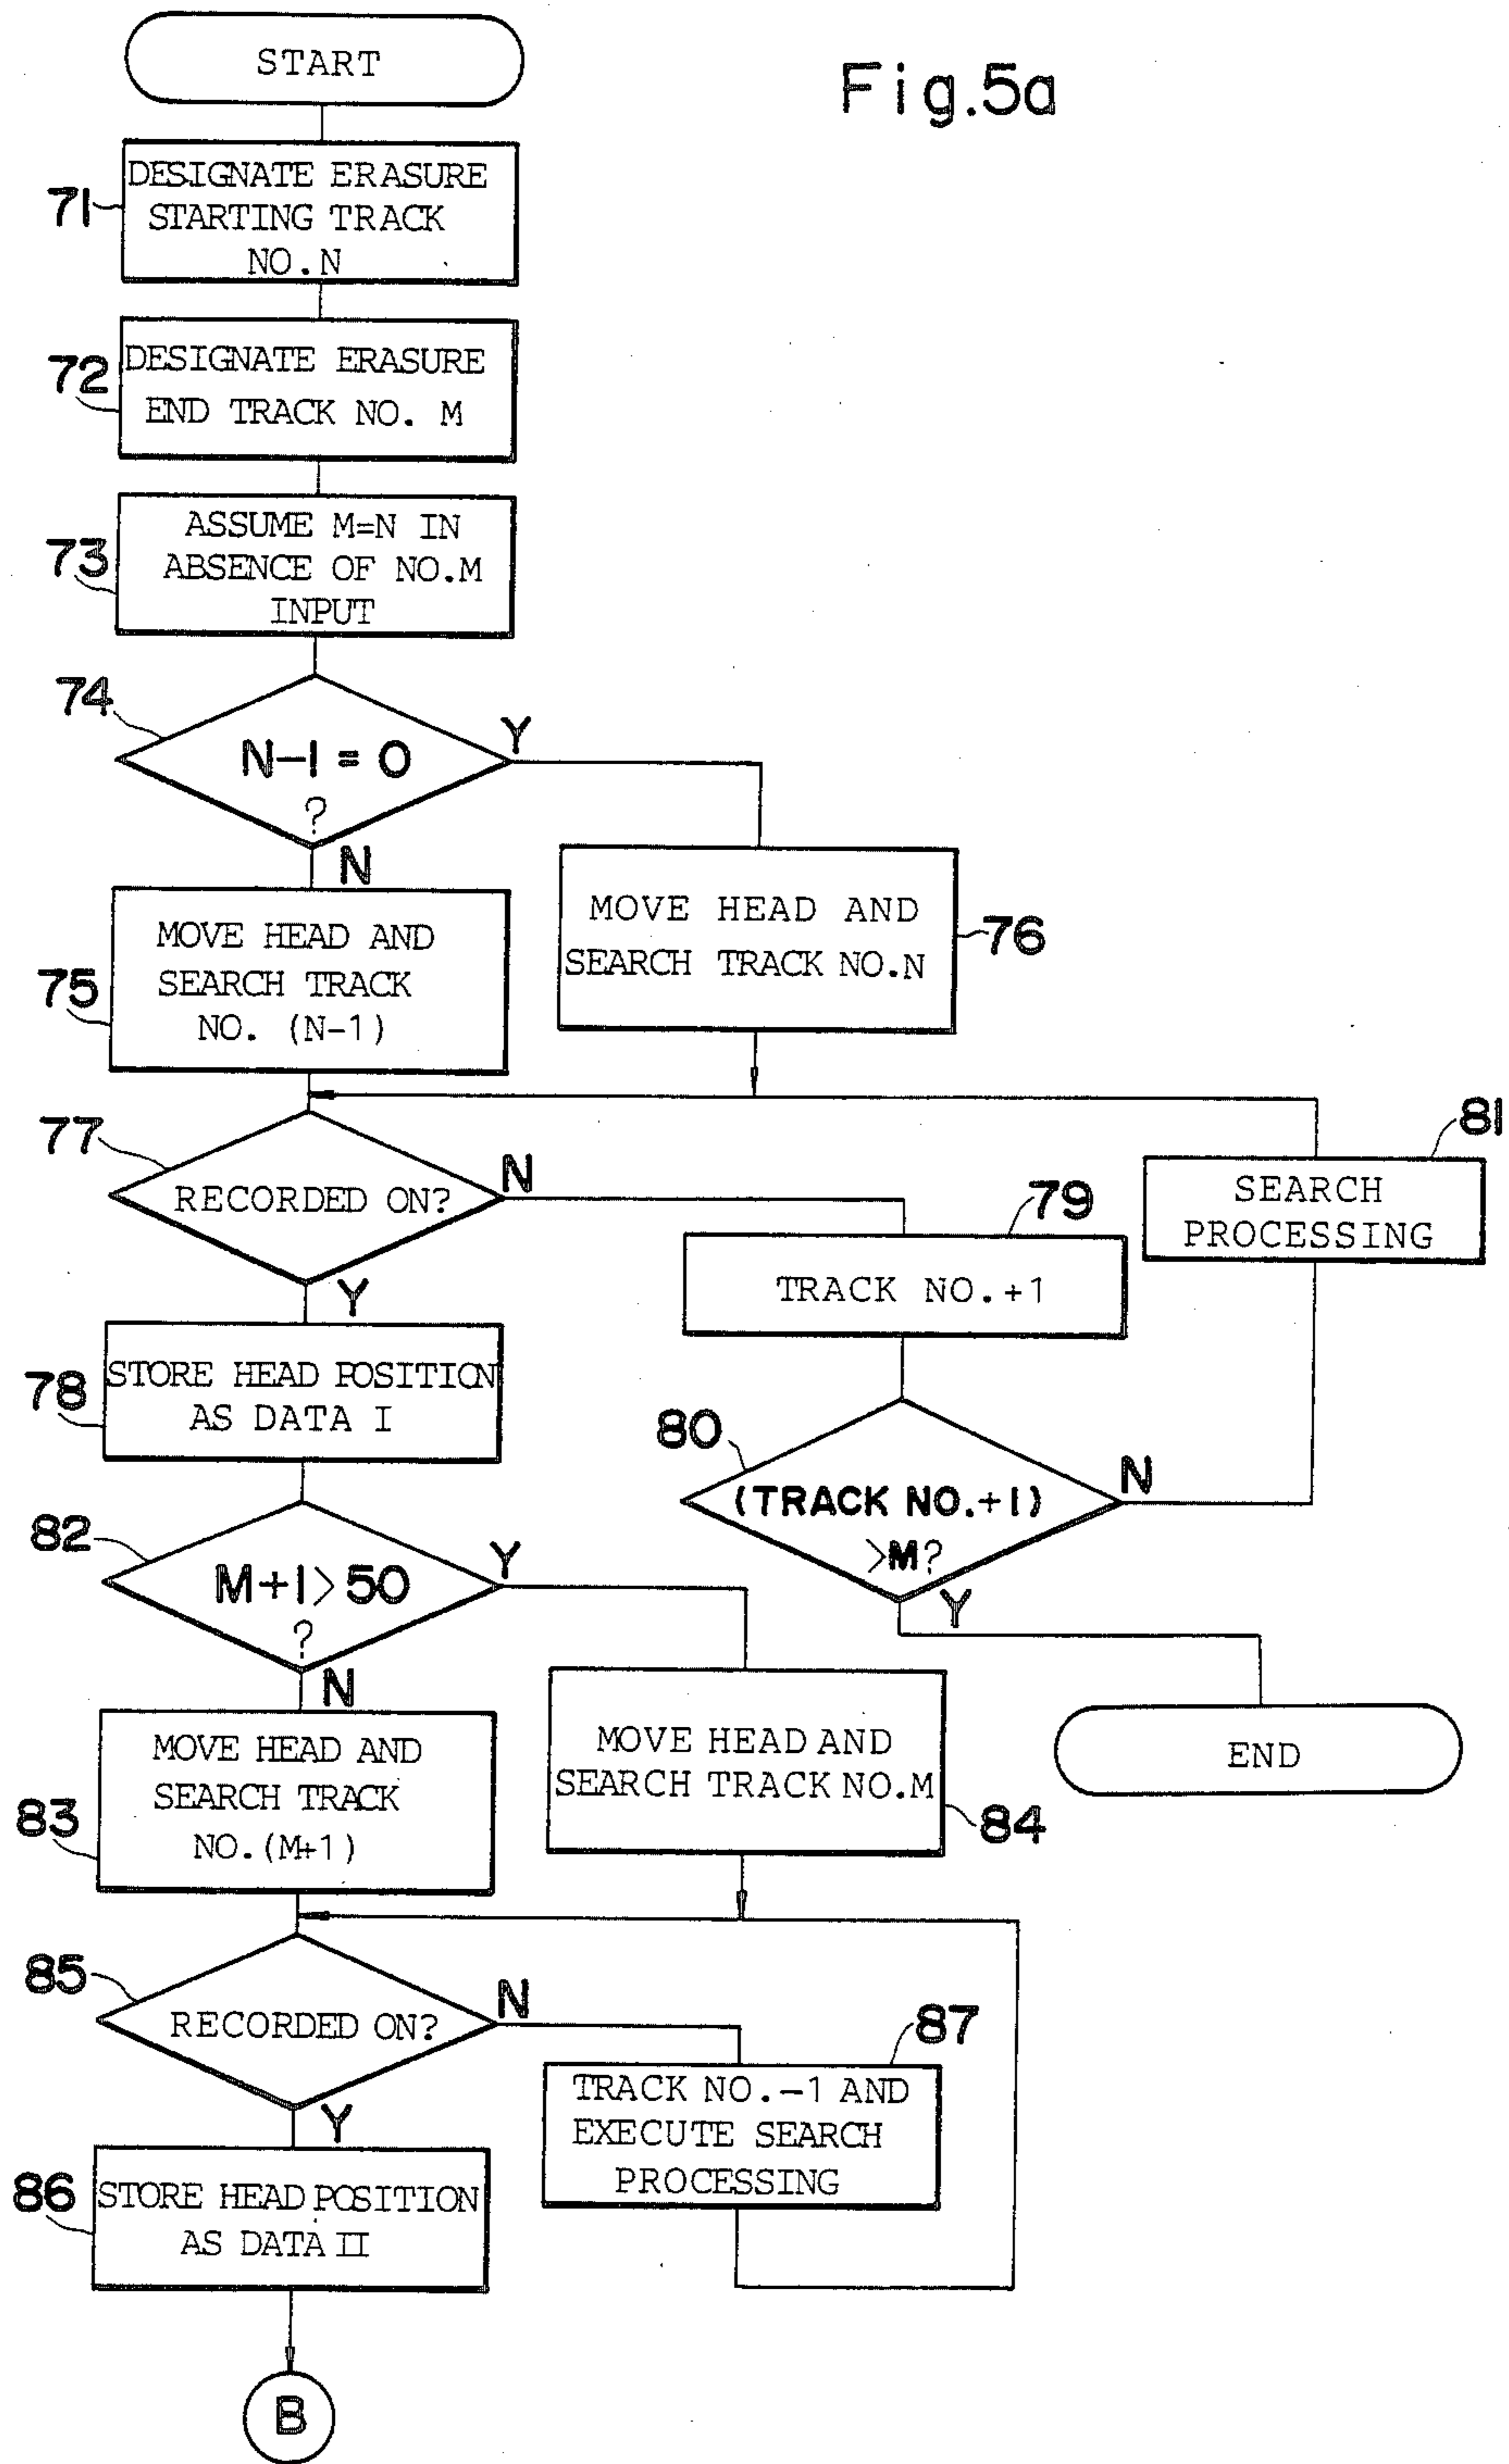 Fig.5a
START
71
DESIGNATE ERASURE
STARTING TRACK
NO.N
72
DESIGNATE ERASURE
END TRACK NO. M
73
ASSUME M=N IN
ABSENCE OF NO.M
INPUT
74
N-1=0
?
Y
N
75
MOVE HEAD AND
SEARCH TRACK
NO. (N-1)
MOVE HEAD AND
SEARCH TRACK NO.N
76
77
RECORDED ON?
N
Y
81
SEARCH
PROCESSING
79
TRACK NO.+1
78
STORE HEAD POSITION
AS DATA I
80
(TRACK NO.+1)
>M?
N
Y
END
82
M+1>50
?
Y
N
83
MOVE HEAD AND
SEARCH TRACK
NO.(M+1)
MOVE HEAD AND
SEARCH TRACK NO.M
84
85
RECORDED ON?
N
Y
87
TRACK NO.-1 AND
EXECUTE SEARCH
PROCESSING
86
STORE HEAD POSITION
AS DATA II
B